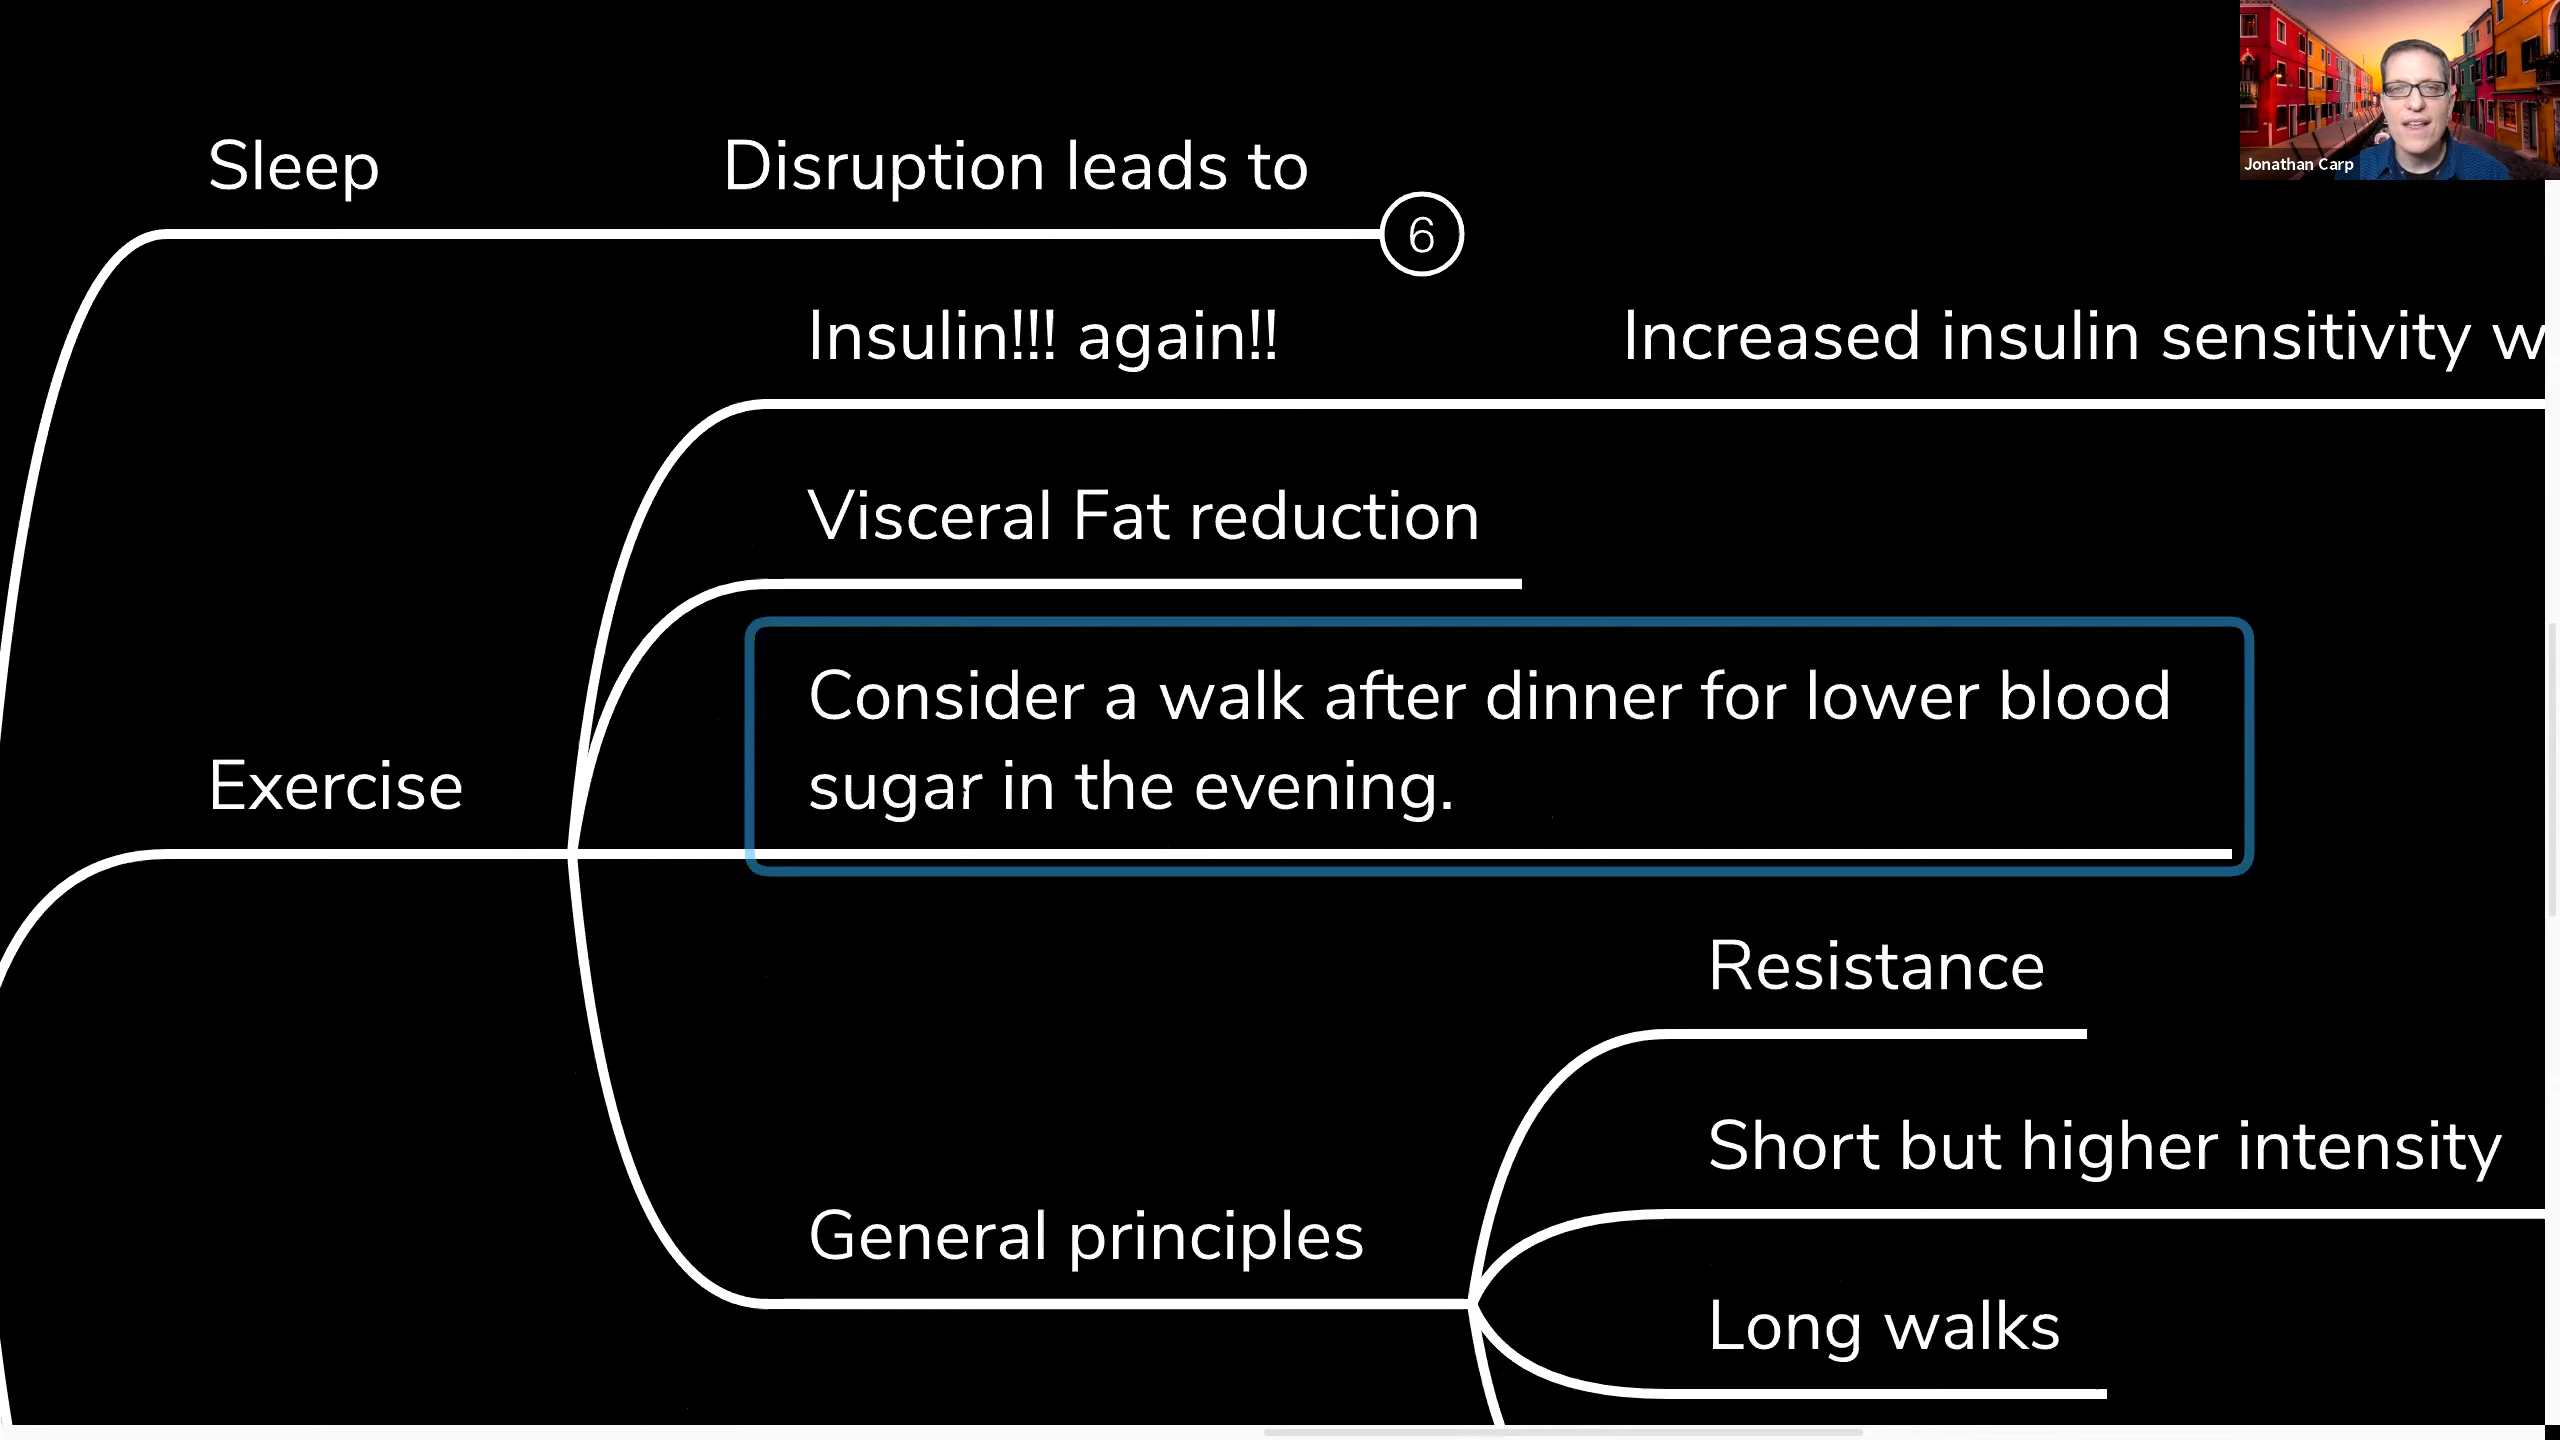 Jonathan Carp
Sleep
Disruption leads to
6
Insulin!!! again!!
Increased insulin sensitivity w
Visceral Fat reduction
Consider a walk after dinner for lower blood
sugar in the evening.
Exercise
Resistance
Short but higher intensity
General principles
Long walks